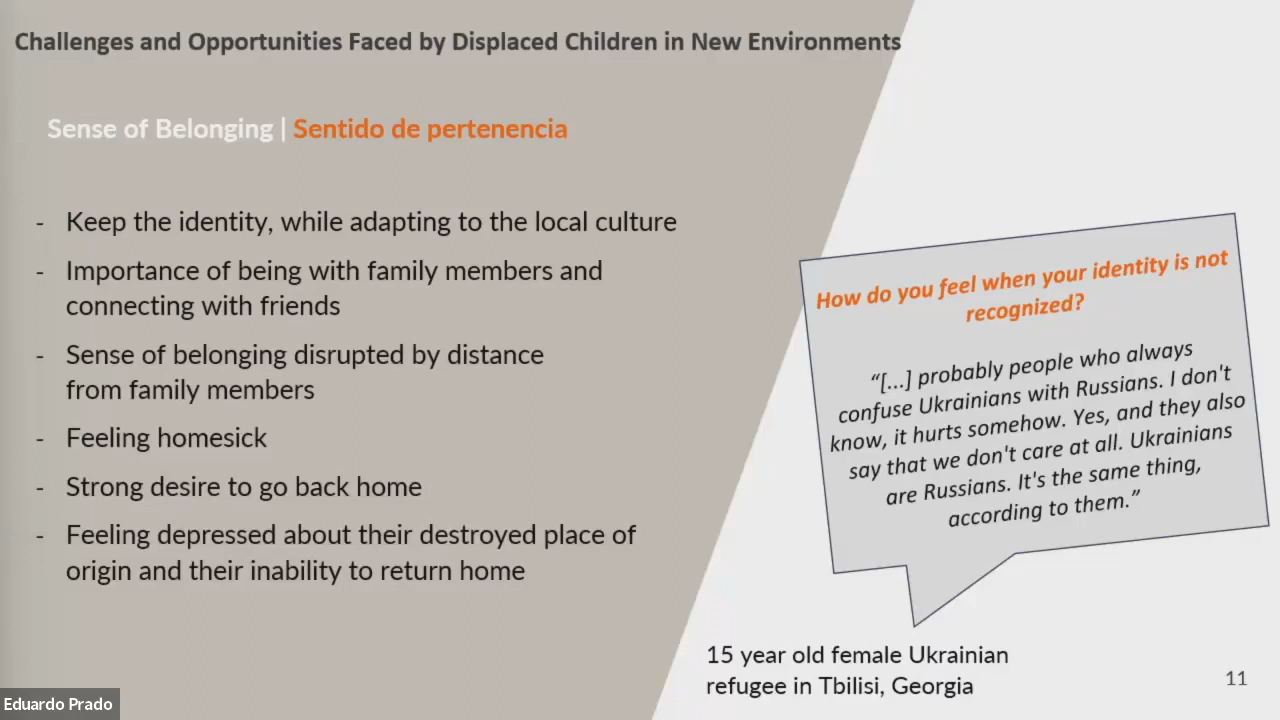 Challenges and Opportunities Faced by Displaced Children in New Environments
Sense of Belonging | Sentido de pertenencia
- Keep the identity, while adapting to the local culture
- Importance of being with family members and
connecting with friends
- Sense of belonging disrupted by distance
from family members
- Feeling homesick
- Strong desire to go back home
- Feeling depressed about their destroyed place of
origin and their inability to return home
How do you feel when your identity is not
recognized?
“[...] probably people who always
confuse Ukrainians with Russians. I don't
know, it hurts somehow. Yes, and they also
say that we don't care at all. Ukrainians
are Russians. It's the same thing,
according to them.”
15 year old female Ukrainian
refugee in Tbilisi, Georgia
11
Eduardo Prado